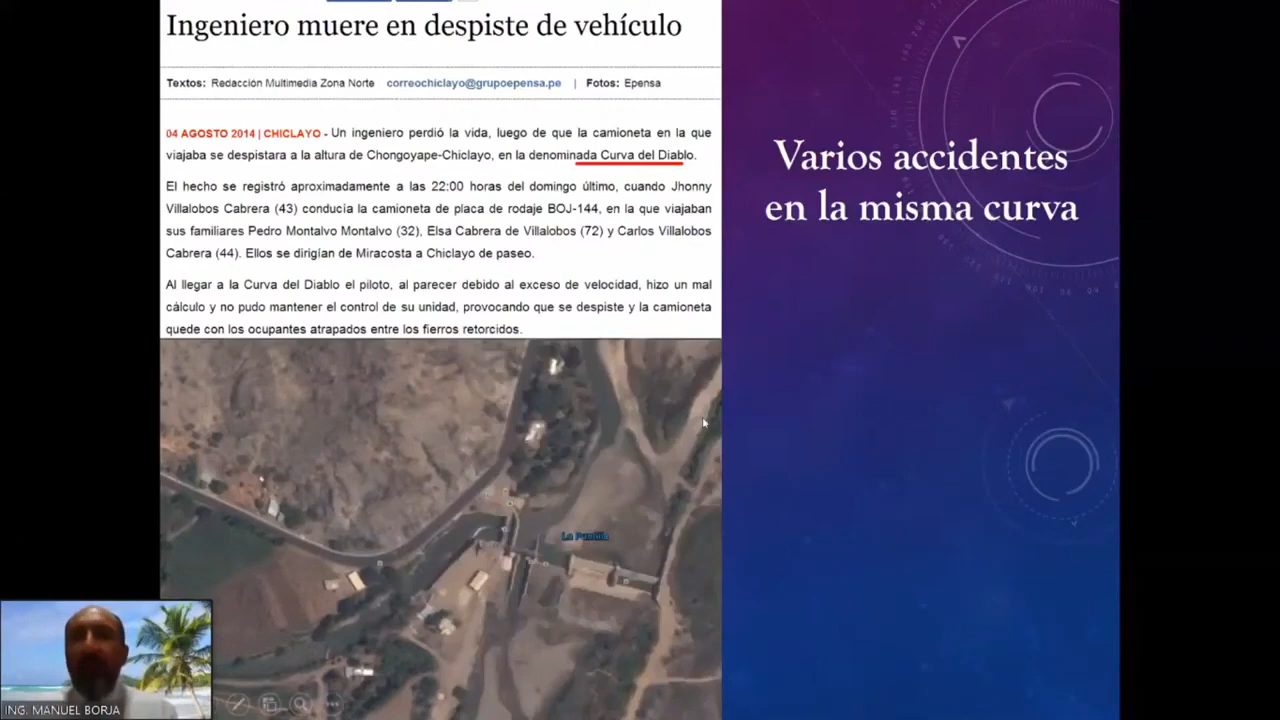 Ingeniero muere en despiste de vehículo
Textos: Redacción Multimedia Zona Norte correochiclayo@grupoepensa.pe | Fotos: Epensa
04 AGOSTO 2014 | CHICLAYO - Un ingeniero perdió la vida, luego de que la camioneta en la que
viajaba se despistara a la altura de Chongoyape-Chiclayo, en la denominada Curva del Diablo.
El hecho se registró aproximadamente a las 22:00 horas del domingo último, cuando Jhonny
Villalobos Cabrera (43) conducía la camioneta de placa de rodaje BOJ-144, en la que viajaban
sus familiares Pedro Montalvo Montalvo (32), Elsa Cabrera de Villalobos (72) y Carlos Villalobos
Cabrera (44). Ellos se dirigían de Miracosta a Chiclayo de paseo.
Al llegar a la Curva del Diablo el piloto, al parecer debido al exceso de velocidad, hizo un mal
cálculo y no pudo mantener el control de su unidad, provocando que se despiste y la camioneta
quede con los ocupantes atrapados entre los fierros retorcidos.
Varios accidentes
en la misma curva
La Puntilla
ING. MANUEL BORJA